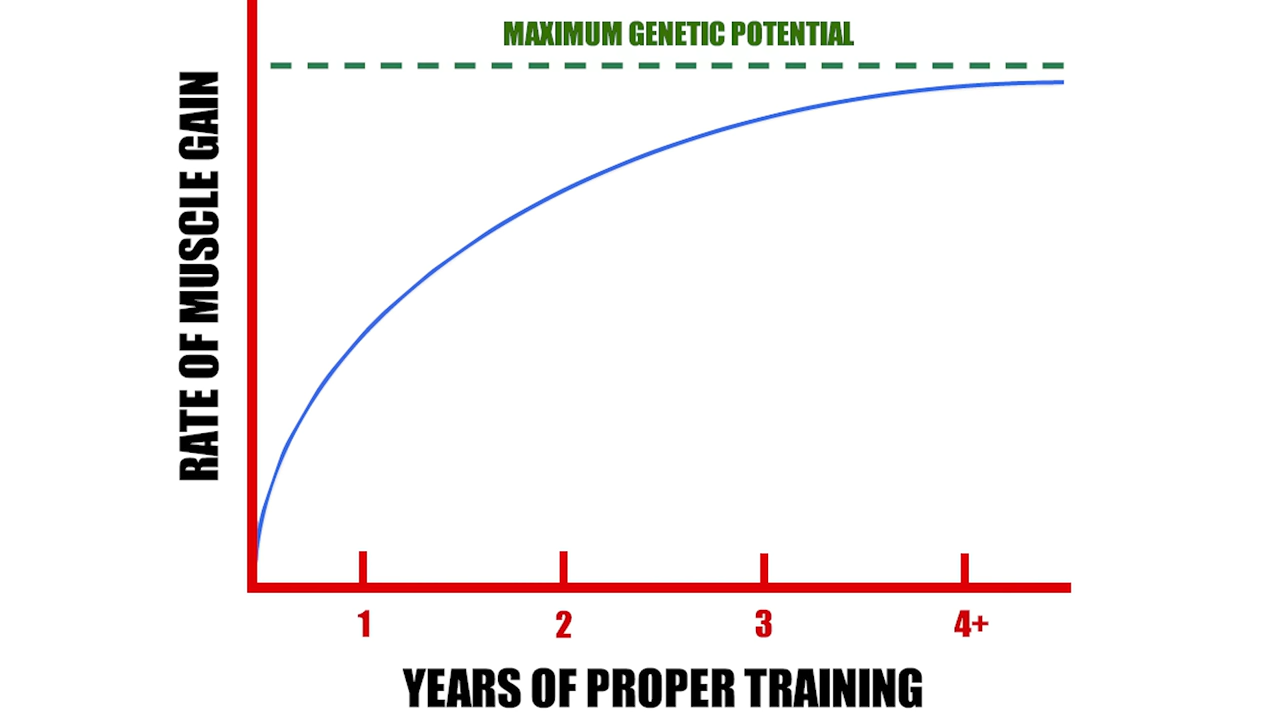 MAXIMUM GENETIC POTENTIAL
RATE OF MUSCLE GAIN
1
2
3
4+
YEARS OF PROPER TRAINING